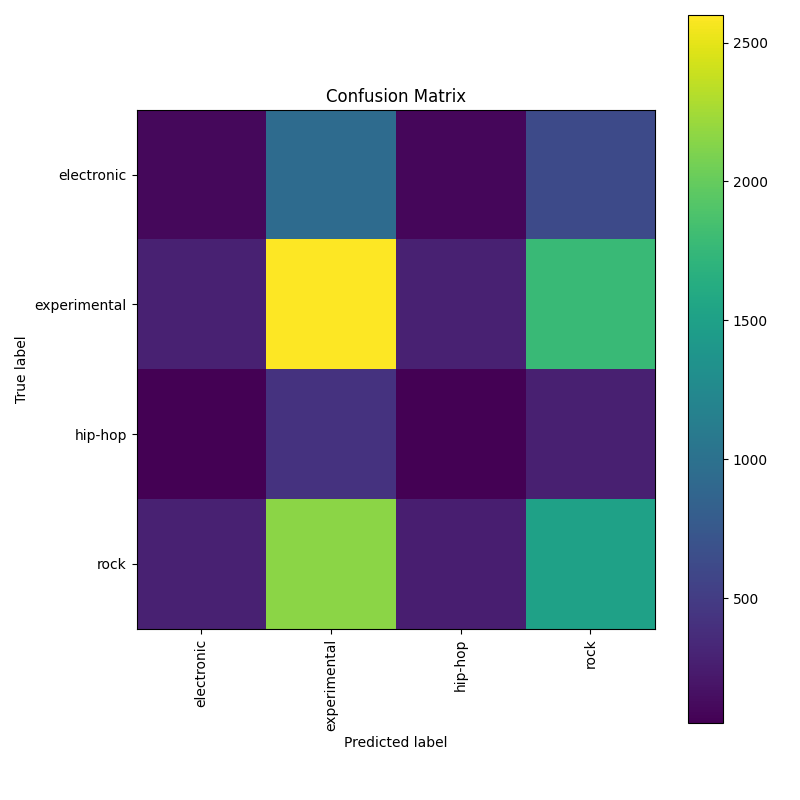 Confusion Matrix
True label
electronic
experimental
hip-hop
rock
electronic
experimental
hip-hop
rock
Predicted label
2500
2000
1500
1000
500